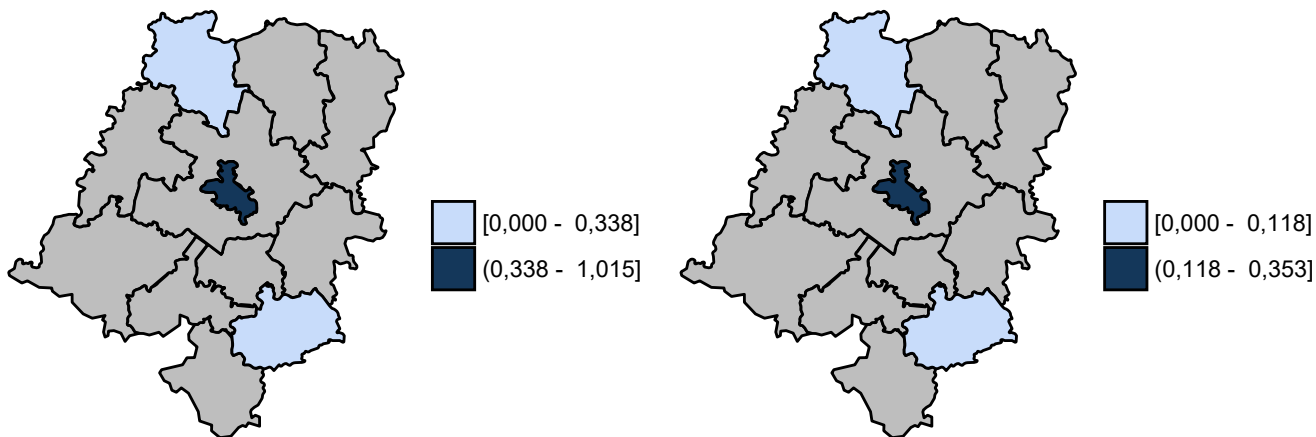 [0,000 -  0,338]
(0,338 -  1,015]
[0,000 -  0,118]
(0,118 -  0,353]